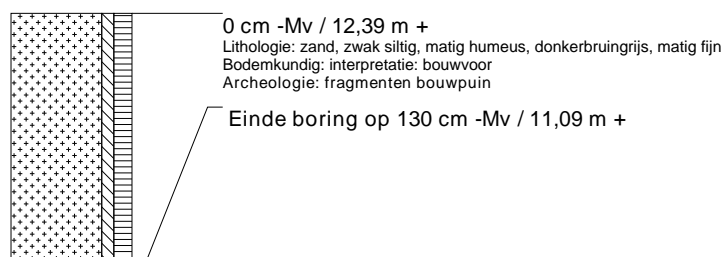 0 cm -Mv / 12,39 m +
Lithologie: zand, zwak siltig, matig humeus, donkerbruingrijs, matig fijn
Bodemkundig: interpretatie: bouwvoor
Archeologie: fragmenten bouwpuin
Einde boring op 130 cm -Mv / 11,09 m +